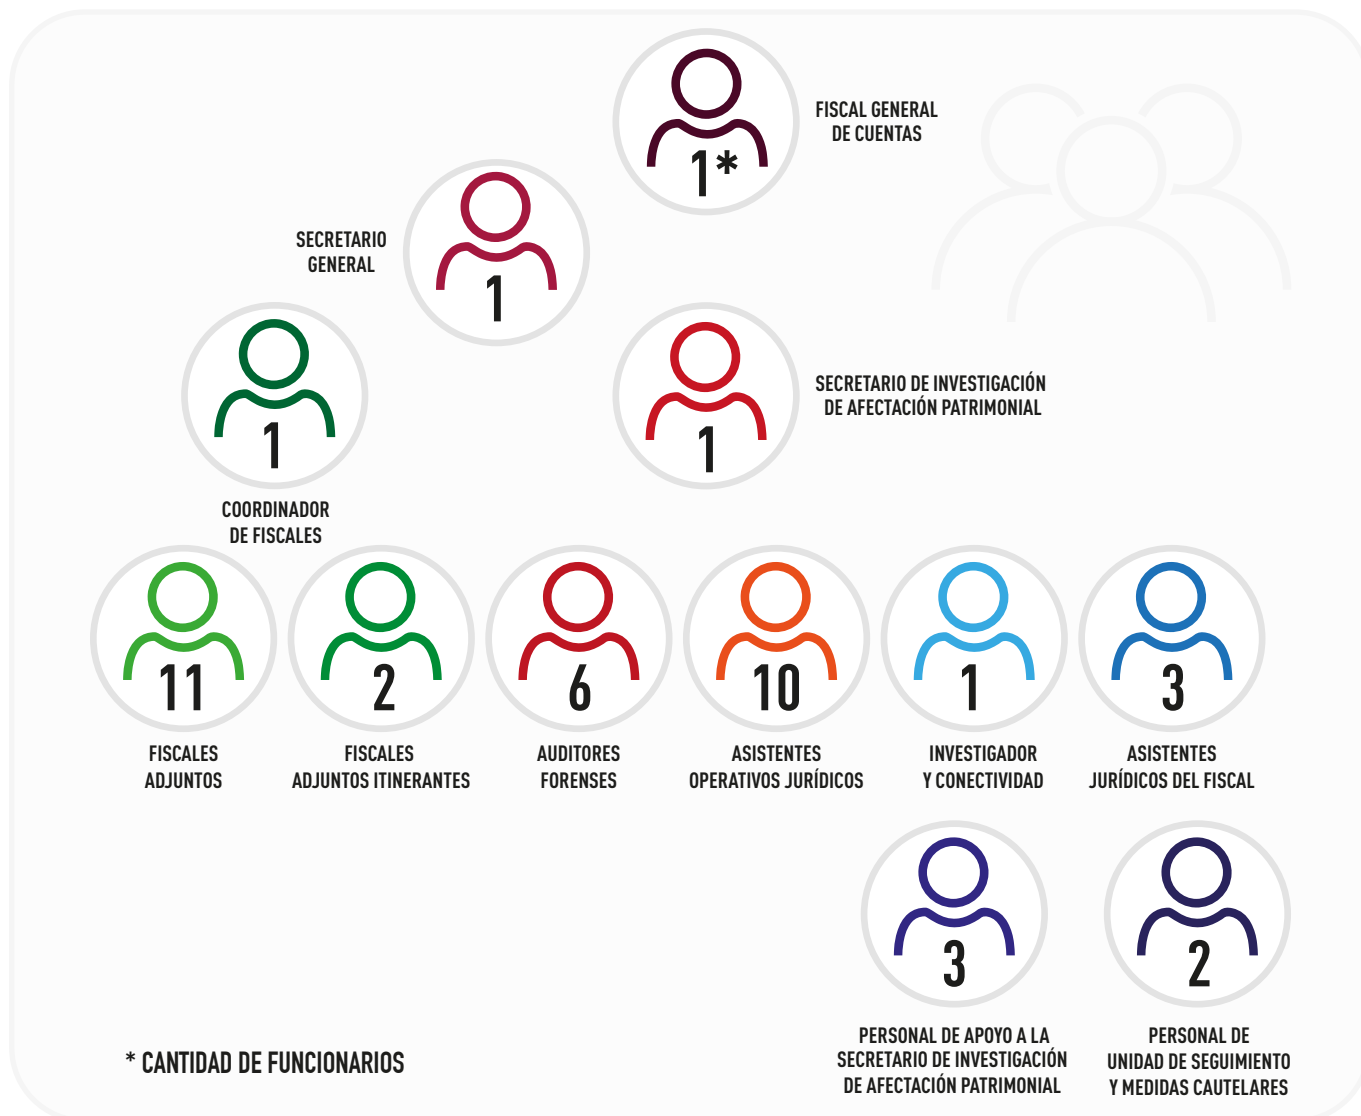 1*
FISCAL GENERAL
DE CUENTAS
SECRETARIO
GENERAL
1
1
COORDINADOR
DE FISCALES
1
SECRETARIO DE INVESTIGACIÓN
DE AFECTACIÓN PATRIMONIAL
11
FISCALES
ADJUNTOS
2
FISCALES
ADJUNTOS ITINERANTES
6
AUDITORES
FORENSES
10
ASISTENTES
OPERATIVOS JURÍDICOS
1
INVESTIGADOR
Y CONECTIVIDAD
3
ASISTENTES
JURÍDICOS DEL FISCAL
3
PERSONAL DE APOYO A LA
SECRETARIO DE INVESTIGACIÓN
DE AFECTACIÓN PATRIMONIAL
2
PERSONAL DE
UNIDAD DE SEGUIMIENTO
Y MEDIDAS CAUTELARES
* CANTIDAD DE FUNCIONARIOS